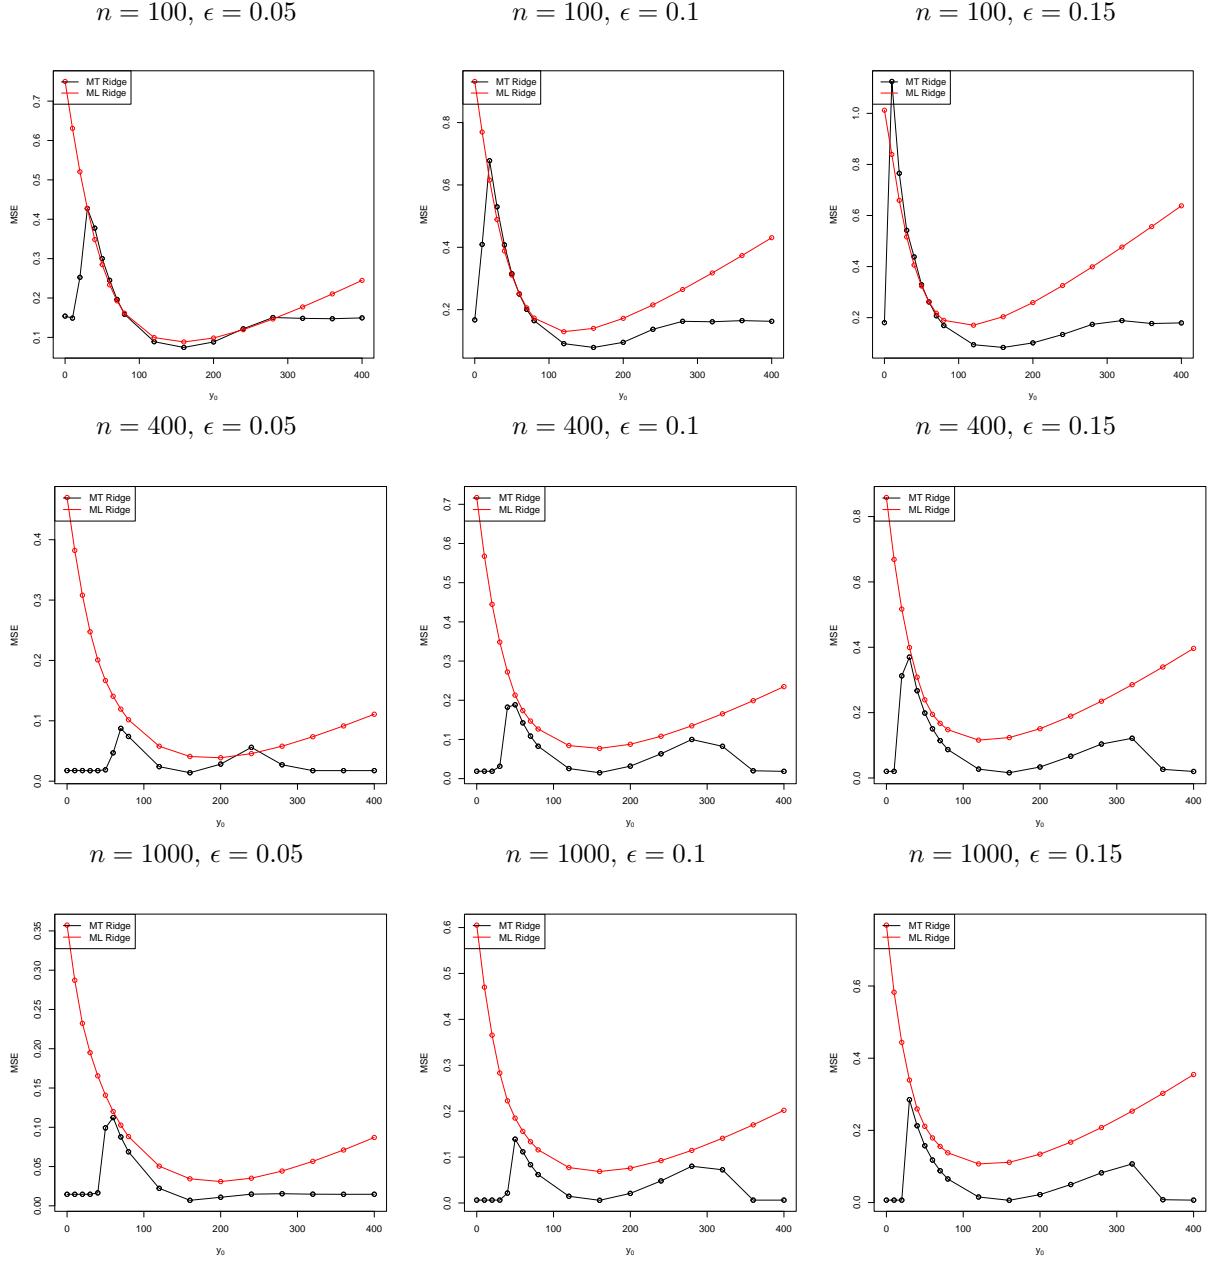 n = 100, ϵ = 0.05
n = 100, ϵ = 0.1
n = 100, ϵ = 0.15
MT Ridge
ML Ridge
MSE
0.1 0.2 0.3 0.4 0.5 0.6 0.7
0 100 200 300 400
y₀
MT Ridge
ML Ridge
MSE
0.2 0.4 0.6 0.8
0 100 200 300 400
y₀
MT Ridge
ML Ridge
MSE
0.2 0.4 0.6 0.8 1.0
0 100 200 300 400
y₀
n = 400, ϵ = 0.05
n = 400, ϵ = 0.1
n = 400, ϵ = 0.15
MT Ridge
ML Ridge
MSE
0.0 0.1 0.2 0.3 0.4
0 100 200 300 400
y₀
MT Ridge
ML Ridge
MSE
0.0 0.1 0.2 0.3 0.4 0.5 0.6 0.7
0 100 200 300 400
y₀
MT Ridge
ML Ridge
MSE
0.0 0.2 0.4 0.6 0.8
0 100 200 300 400
y₀
n = 1000, ϵ = 0.05
n = 1000, ϵ = 0.1
n = 1000, ϵ = 0.15
MT Ridge
ML Ridge
MSE
0.00 0.05 0.10 0.15 0.20 0.25 0.30 0.35
0 100 200 300 400
y₀
MT Ridge
ML Ridge
MSE
0.0 0.1 0.2 0.3 0.4 0.5 0.6
0 100 200 300 400
y₀
MT Ridge
ML Ridge
MSE
0.0 0.2 0.4 0.6
0 100 200 300 400
y₀